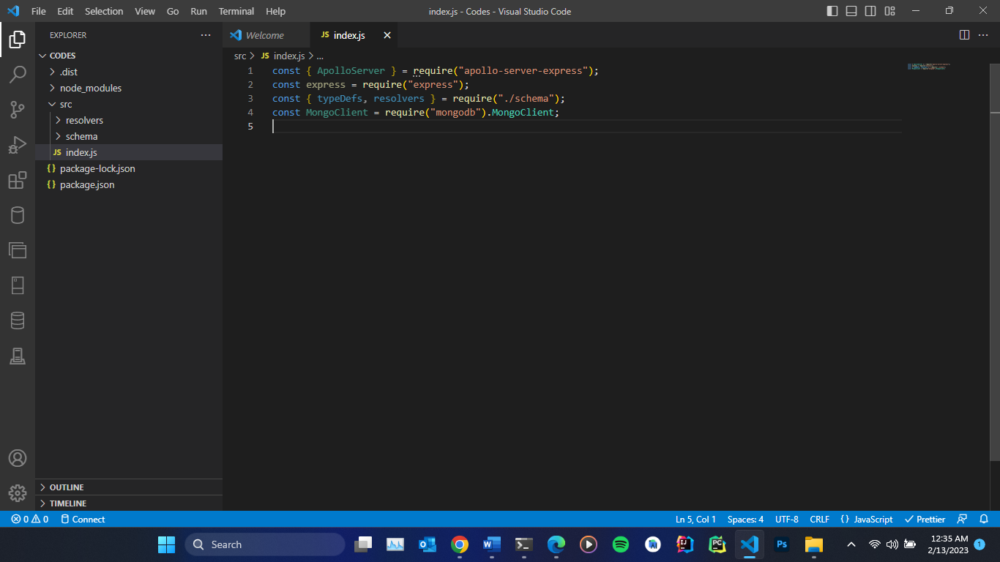 File Edit Selection View Go Run Terminal Help index.js - Codes - Visual Studio Code
EXPLORER
Welcome
JS index.js
CODES
.dist
node_modules
src
resolvers
schema
JS index.js
{} package-lock.json
{} package.json
OUTLINE
TIMELINE
src > JS index.js > ...
1 const { ApolloServer } = require("apollo-server-express");
2 const express = require("express");
3 const { typeDefs, resolvers } = require("./schema");
4 const MongoClient = require("mongodb").MongoClient;
5
0 0 Connect Ln 5, Col 1 Spaces: 4 UTF-8 CRLF {} JavaScript Prettier
Search
IJ
PC
Ps
12:35 AM
2/13/2023
1